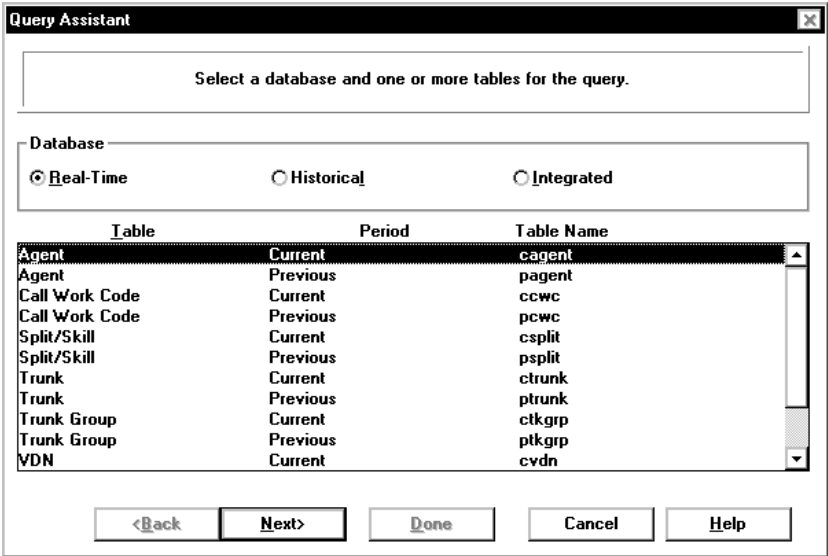 Query Assistant
Select a database and one or more tables for the query.
Database
Real-Time Historical Integrated
Table Period Table Name
Agent Current cagent
Agent Previous pagent
Call Work Code Current ccwc
Call Work Code Previous pcwc
Split/Skill Current csplit
Split/Skill Previous psplit
Trunk Current ctrunk
Trunk Previous ptrunk
Trunk Group Current ctkgrp
Trunk Group Previous ptkgrp
VDN Current cvdn
<Back Next> Done Cancel Help